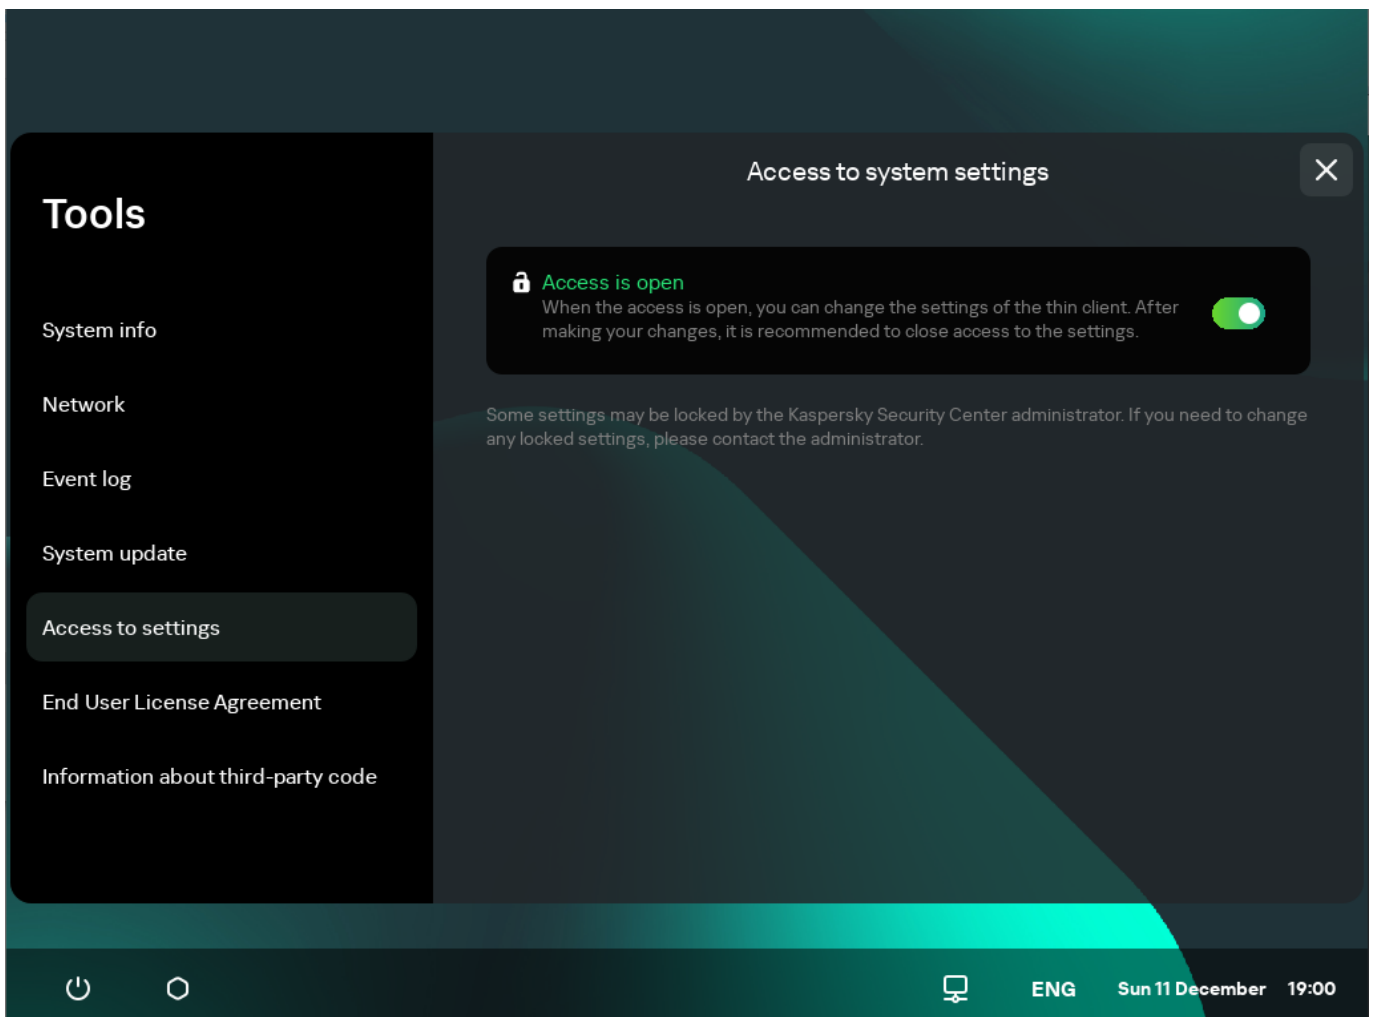 Tools
System info
Network
Event log
System update
Access to settings
End User License Agreement
Information about third-party code
Access to system settings
Access is open
When the access is open, you can change the settings of the thin client. After
making your changes, it is recommended to close access to the settings.
Some settings may be locked by the Kaspersky Security Center administrator. If you need to change
any locked settings, please contact the administrator.
ENG Sun 11 December 19:00